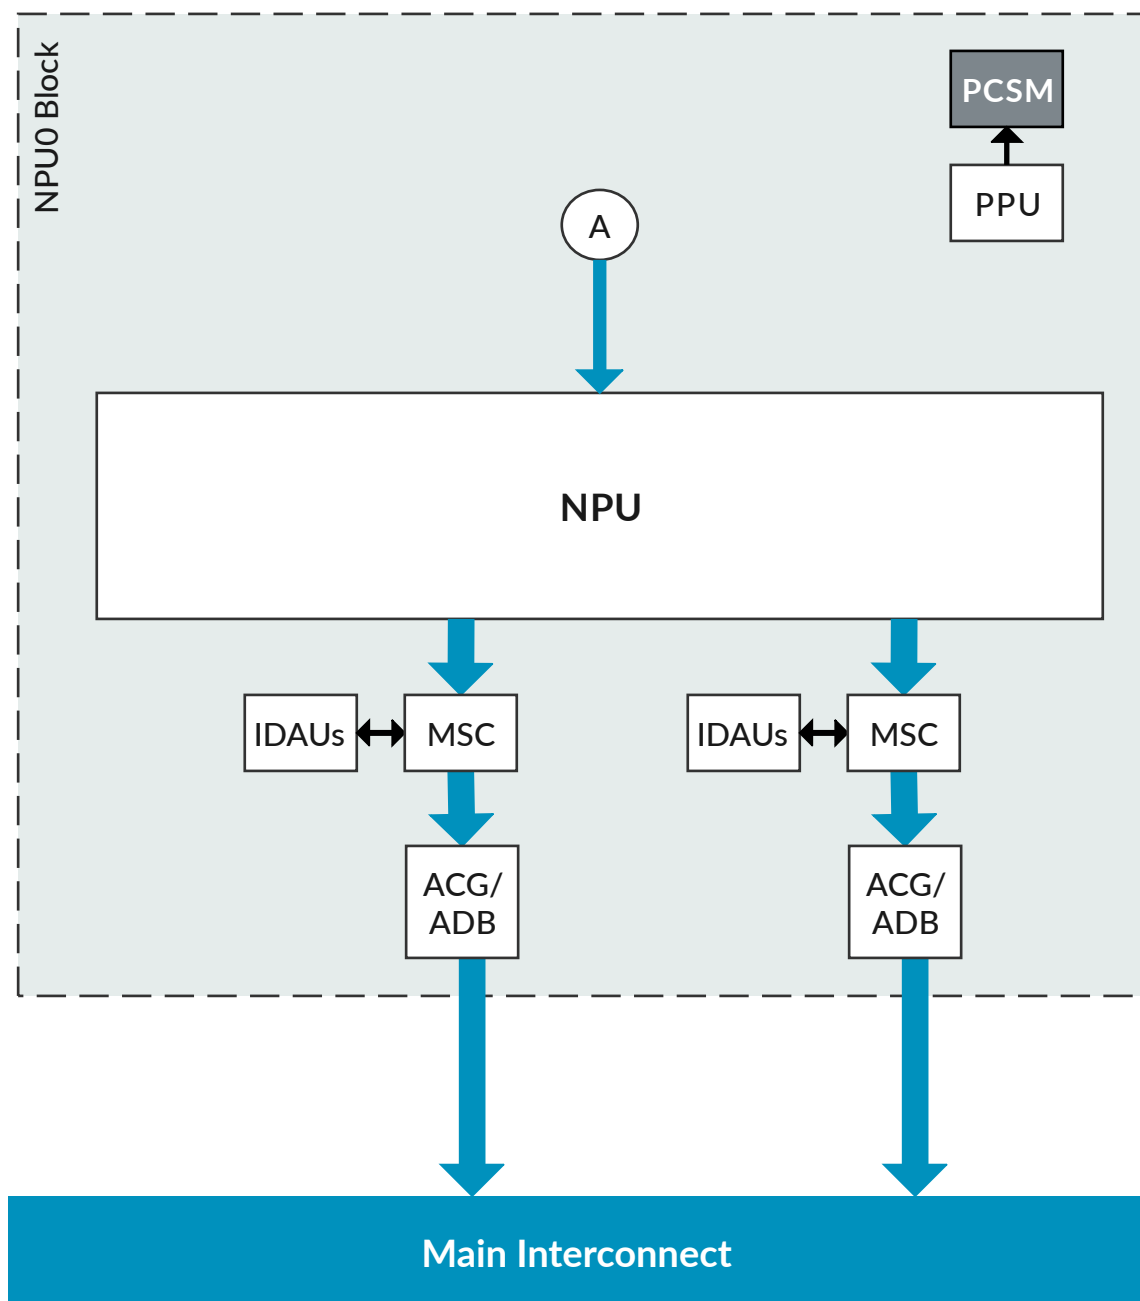 NPU0 Block
PCSM
PPU
A
NPU
IDAUs
MSC
IDAUs
MSC
ACG/
ADB
ACG/
ADB
Main Interconnect